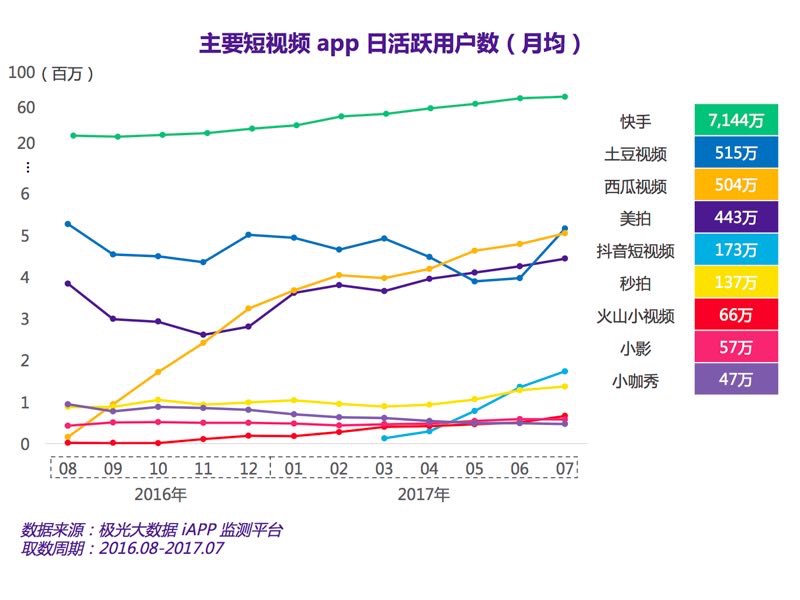 主要短视频 app 日活跃用户数（月均）
100（百万）
60
20
⋮
6
5
4
3
2
1
0
08 09 10 11 12 01 02 03 04 05 06 07
2016年 2017年
快手 7,144万
土豆视频 515万
西瓜视频 504万
美拍 443万
抖音短视频 173万
秒拍 137万
火山小视频 66万
小影 57万
小咖秀 47万
数据来源：极光大数据 iAPP 监测平台
取数周期：2016.08-2017.07